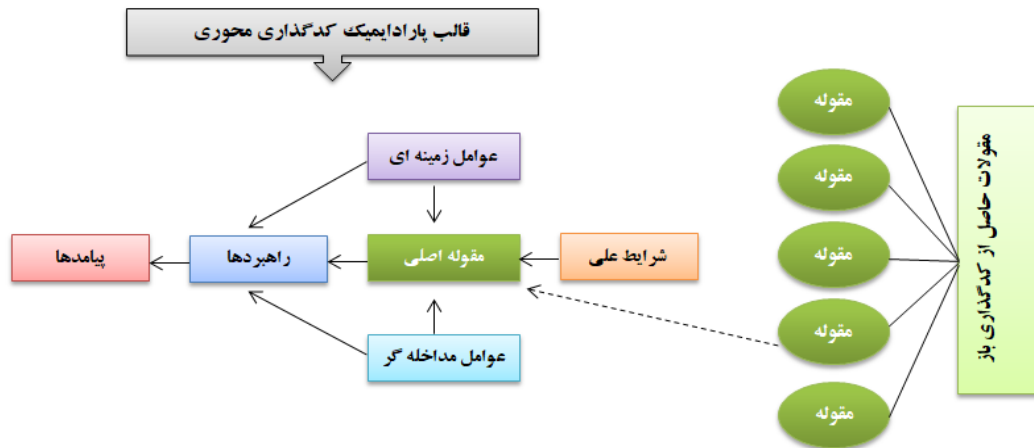 قالب پارادایمیک کدگذاری محوری
مقوله
مقوله
مقوله
مقوله
مقوله
مقولات حاصل از کدگذاری باز
عوامل زمینه ای
شرایط علی
مقوله اصلی
راهبردها
پیامدها
عوامل مداخله گر